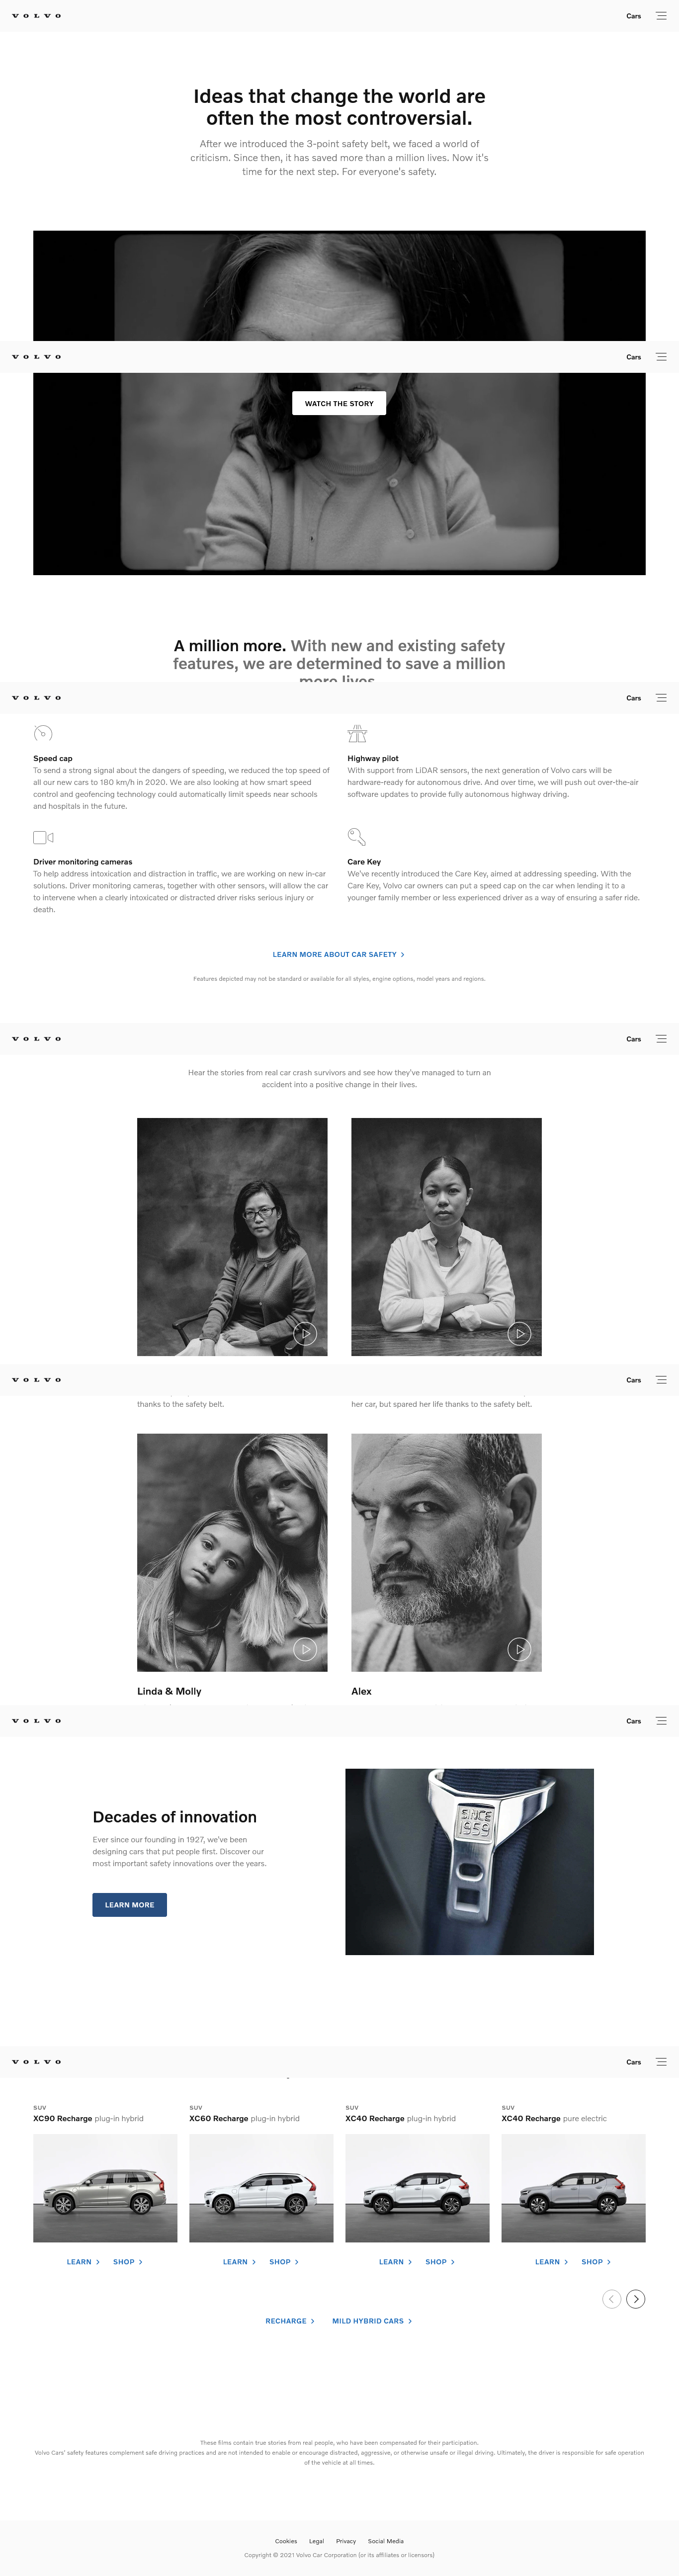 VOLVO
Cars
Ideas that change the world are
often the most controversial.
After we introduced the 3-point safety belt, we faced a world of
criticism. Since then, it has saved more than a million lives. Now it's
time for the next step. For everyone's safety.
VOLVO
Cars
WATCH THE STORY
A million more. With new and existing safety
features, we are determined to save a million
more lives
VOLVO
Cars
Speed cap
To send a strong signal about the dangers of speeding, we reduced the top speed of
all our new cars to 180 km/h in 2020. We are also looking at how smart speed
control and geofencing technology could automatically limit speeds near schools
and hospitals in the future.
Highway pilot
With support from LiDAR sensors, the next generation of Volvo cars will be
hardware-ready for autonomous drive. And over time, we will push out over-the-air
software updates to provide fully autonomous highway driving.
Driver monitoring cameras
To help address intoxication and distraction in traffic, we are working on new in-car
solutions. Driver monitoring cameras, together with other sensors, will allow the car
to intervene when a clearly intoxicated or distracted driver risks serious injury or
death.
Care Key
We've recently introduced the Care Key, aimed at addressing speeding. With the
Care Key, Volvo car owners can put a speed cap on the car when lending it to a
younger family member or less experienced driver as a way of ensuring a safer ride.
LEARN MORE ABOUT CAR SAFETY
Features depicted may not be standard or available for all styles, engine options, model years and regions.
VOLVO
Cars
Hear the stories from real car crash survivors and see how they've managed to turn an
accident into a positive change in their lives.
VOLVO
Cars
thanks to the safety belt.
her car, but spared her life thanks to the safety belt.
Linda & Molly
Alex
VOLVO
Cars
Decades of innovation
Ever since our founding in 1927, we've been
designing cars that put people first. Discover our
most important safety innovations over the years.
LEARN MORE
SINCE
1959
VOLVO
Cars
SUV
XC90 Recharge plug-in hybrid
SUV
XC60 Recharge plug-in hybrid
SUV
XC40 Recharge plug-in hybrid
SUV
XC40 Recharge pure electric
LEARN SHOP
LEARN SHOP
LEARN SHOP
LEARN SHOP
RECHARGE MILD HYBRID CARS
These films contain true stories from real people, who have been compensated for their participation.
Volvo Cars' safety features complement safe driving practices and are not intended to enable or encourage distracted, aggressive, or otherwise unsafe or illegal driving. Ultimately, the driver is responsible for safe operation
of the vehicle at all times.
Cookies Legal Privacy Social Media
Copyright © 2021 Volvo Car Corporation (or its affiliates or licensors)